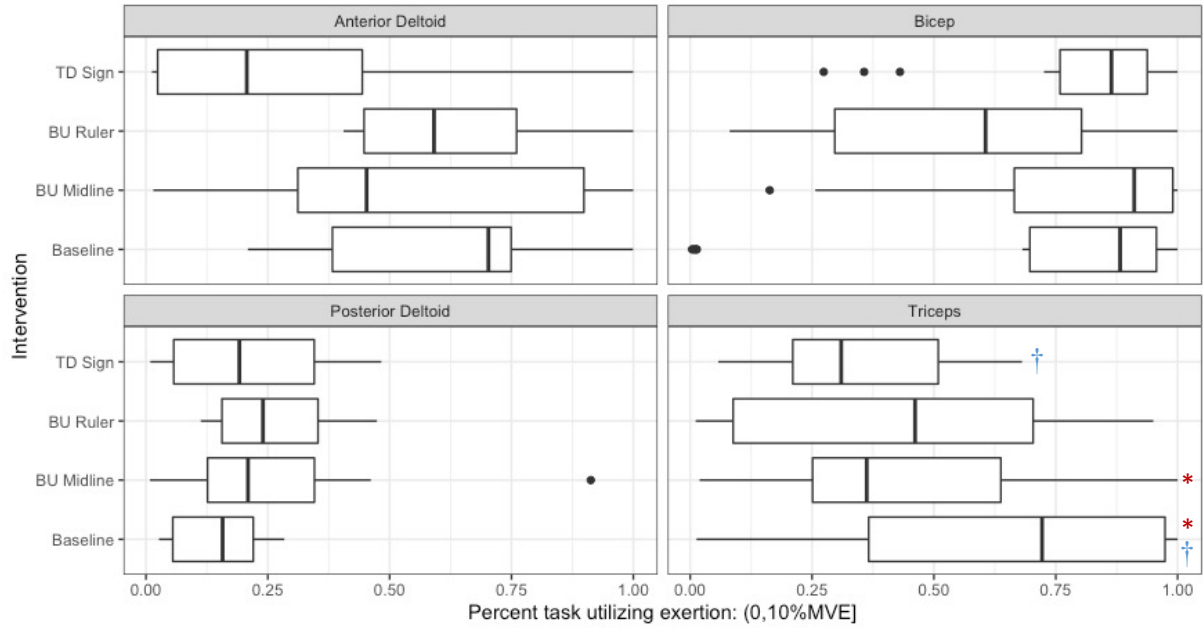 Anterior Deltoid
Bicep
TD Sign
BU Ruler
BU Midline
Baseline
Posterior Deltoid
Triceps
TD Sign †
BU Ruler
BU Midline *
Baseline * †
Intervention
0.00 0.25 0.50 0.75 1.00 0.00 0.25 0.50 0.75 1.00
Percent task utilizing exertion: (0,10%MVE]